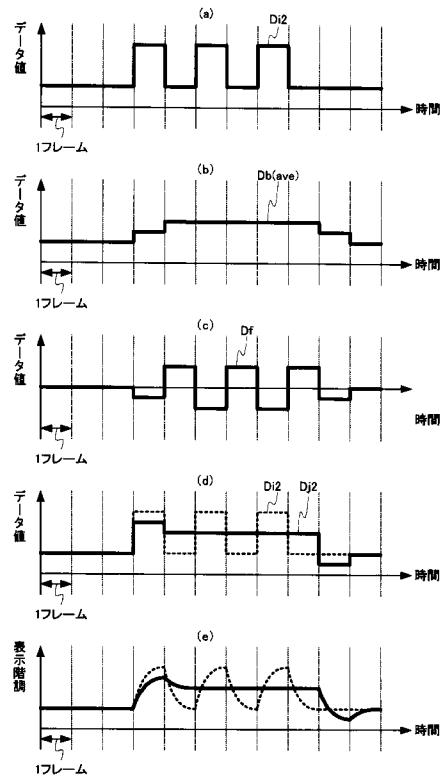 (a)
データ値
Di2
時間
1フレーム
(b)
データ値
Db(ave)
時間
1フレーム
(c)
データ値
Df
時間
1フレーム
(d)
データ値
Di2
Dj2
時間
1フレーム
(e)
表示階調
時間
1フレーム